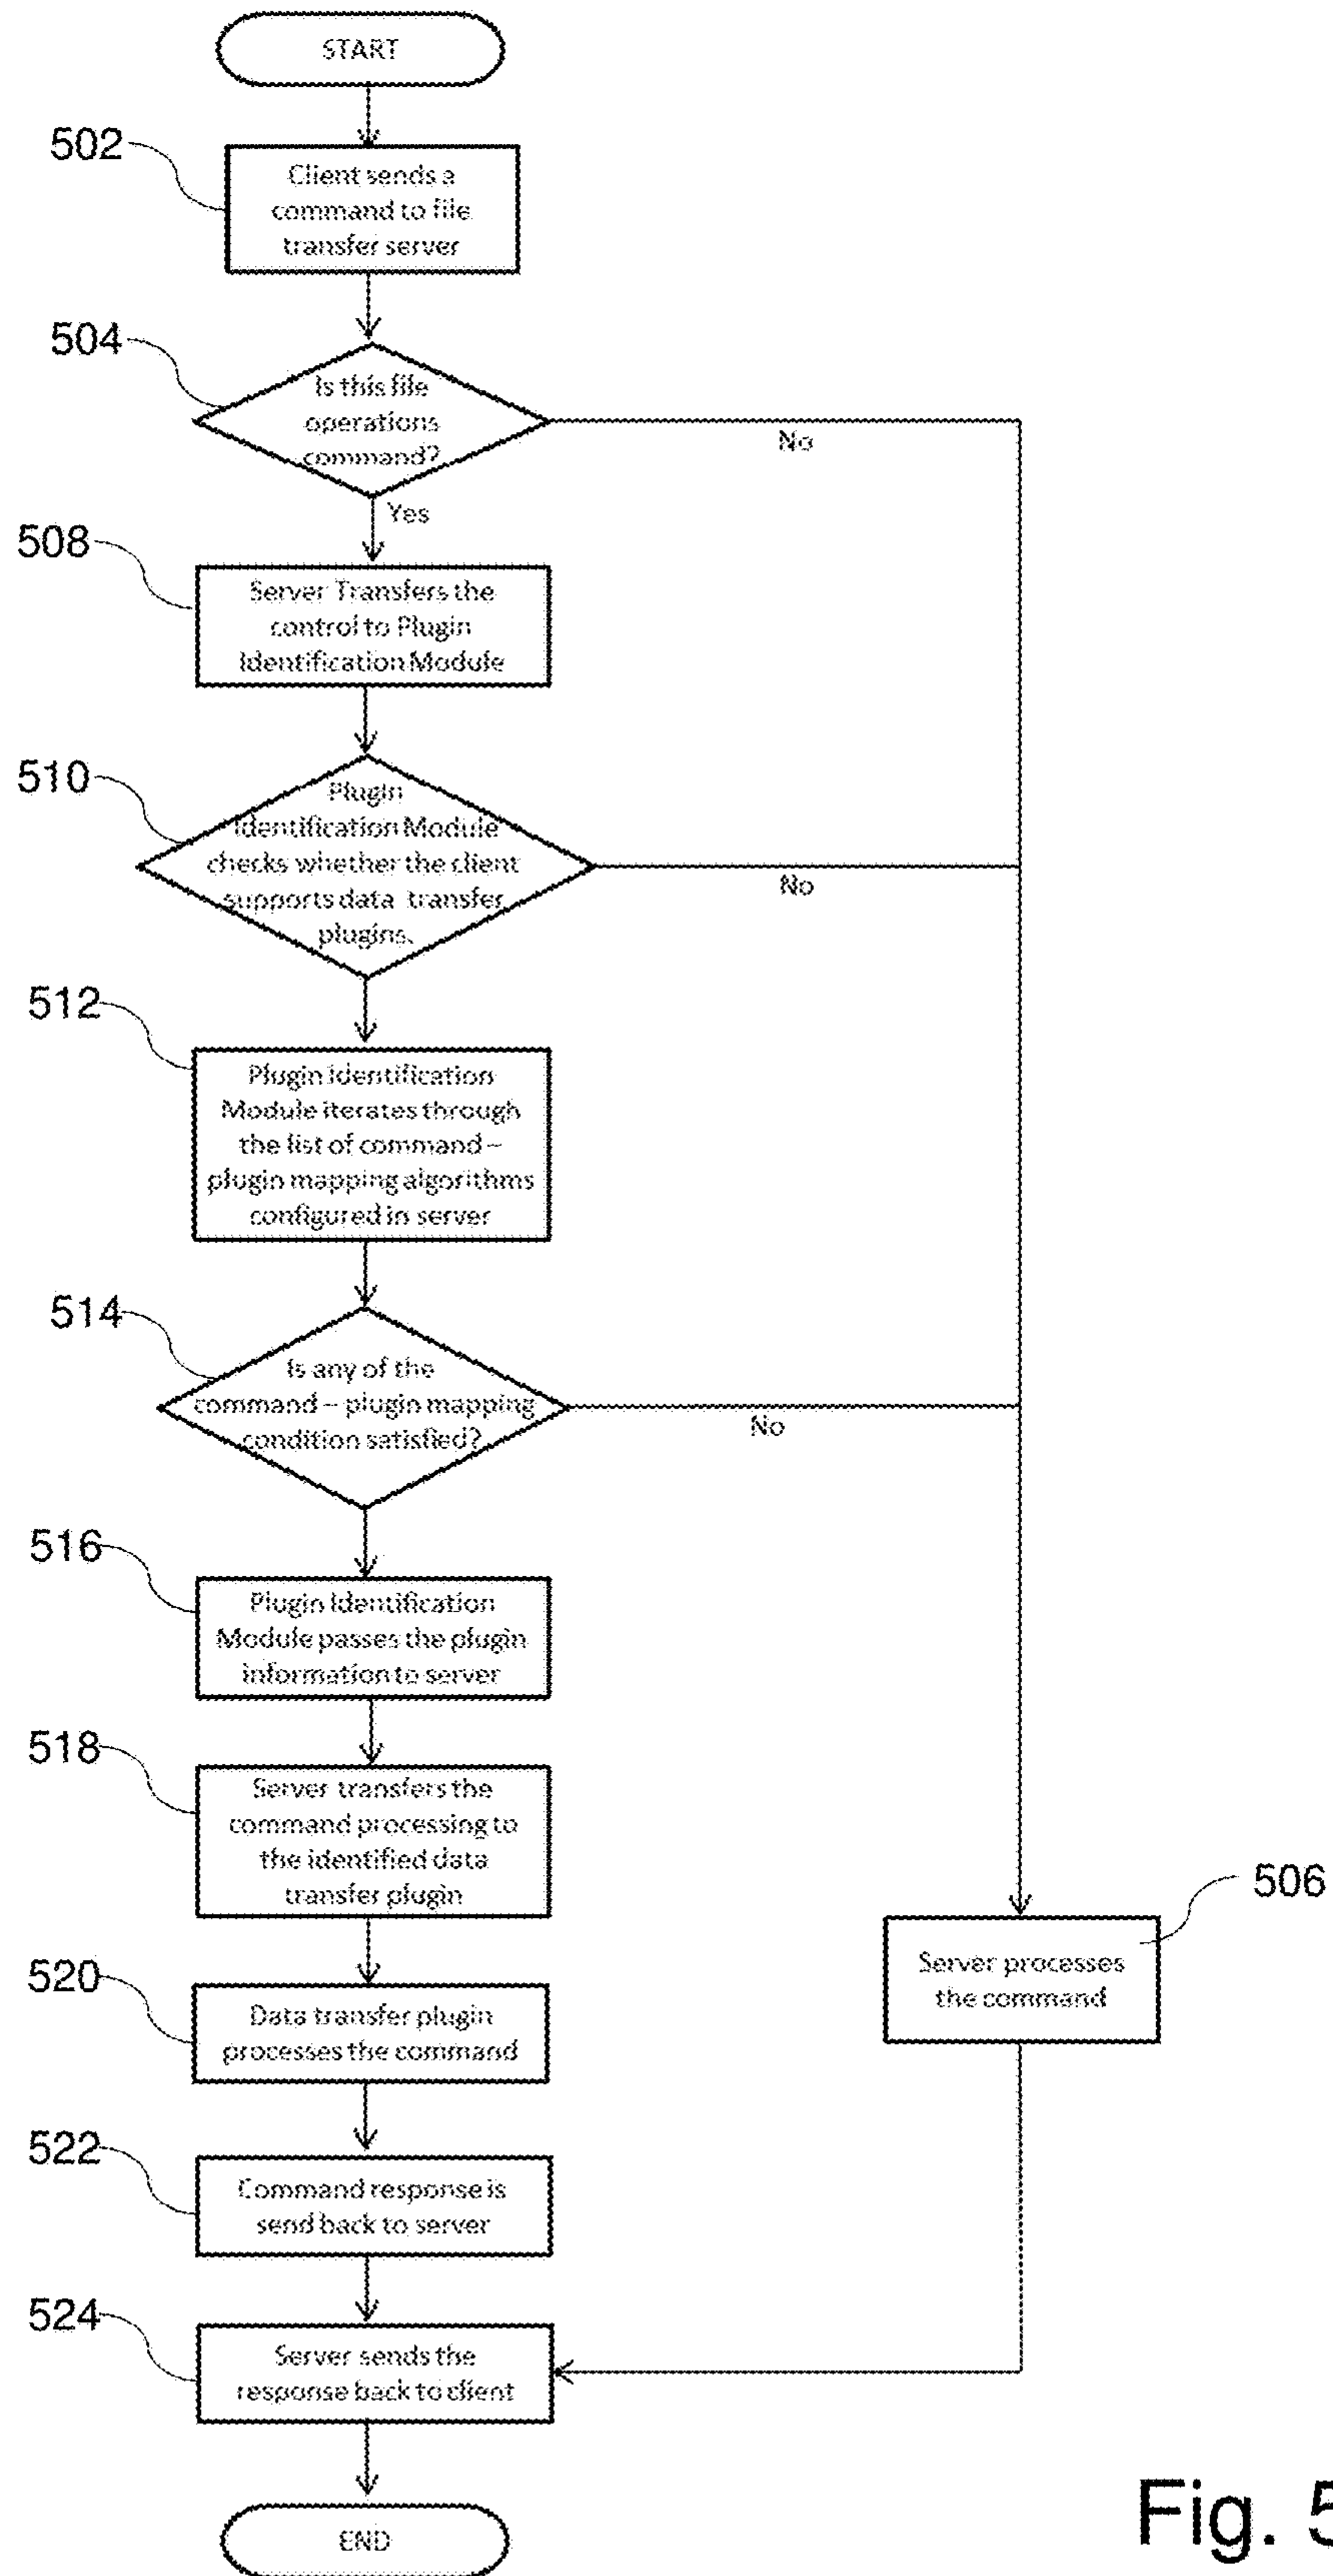 START
502
Client sends a
command to file
transfer server
504
Is this file
operations
command?
No
Yes
508
Server Transfers the
control to Plugin
Identification Module
510
Plugin
Identification Module
checks whether the client
supports data transfer
plugins.
No
512
Plugin Identification
Module iterates through
the list of command –
plugin mapping algorithms
configured in server
514
Is any of the
command – plugin mapping
condition satisfied?
No
516
Plugin Identification
Module passes the plugin
information to server
518
Server transfers the
command processing to
the identified data
transfer plugin
506
Server processes
the command
520
Data transfer plugin
processes the command
522
Command response is
send back to server
524
Server sends the
response back to client
END
Fig. 5